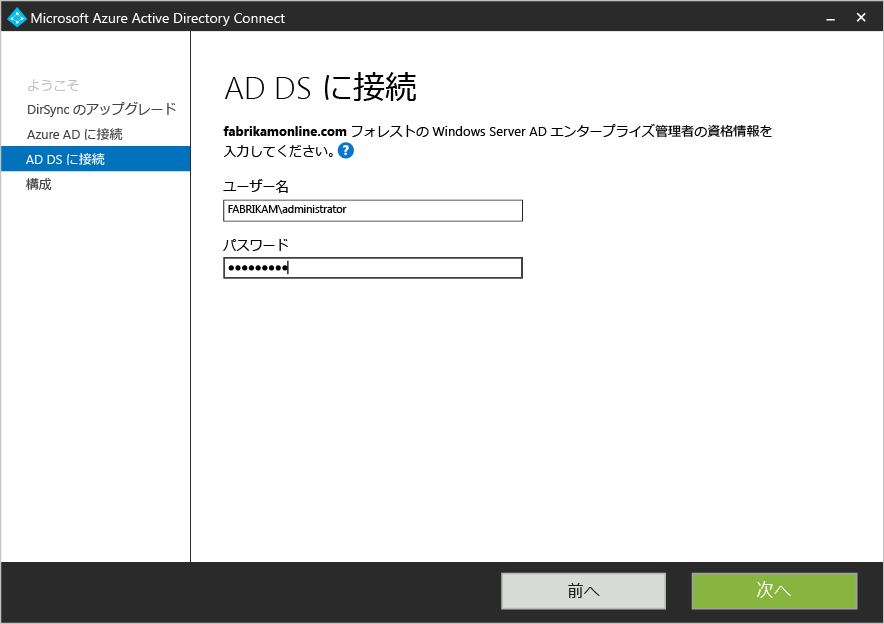 Microsoft Azure Active Directory Connect
ようこそ
DirSync のアップグレード
Azure AD に接続
AD DS に接続
構成
AD DS に接続
fabrikamonline.com フォレストの Windows Server AD エンタープライズ管理者の資格情報を
入力してください。?
ユーザー名
FABRIKAM\administrator
パスワード
●●●●●●●●●
前へ
次へ